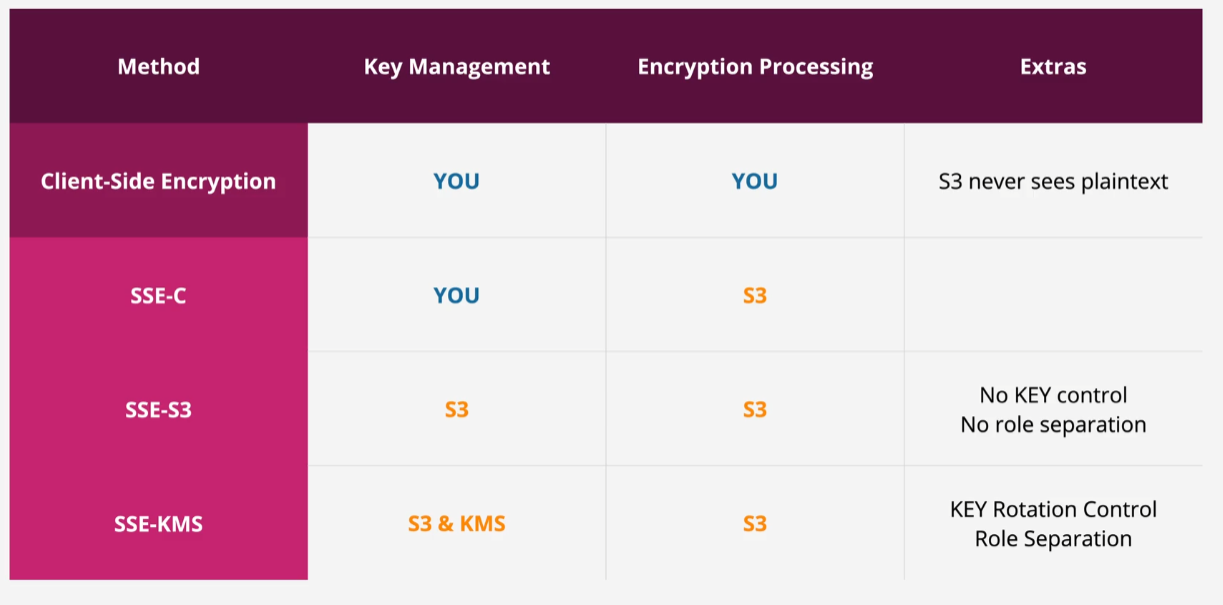 Method Key Management Encryption Processing Extras
Client-Side Encryption YOU YOU S3 never sees plaintext
SSE-C YOU S3
SSE-S3 S3 S3 No KEY control
No role separation
SSE-KMS S3 & KMS S3 KEY Rotation Control
Role Separation